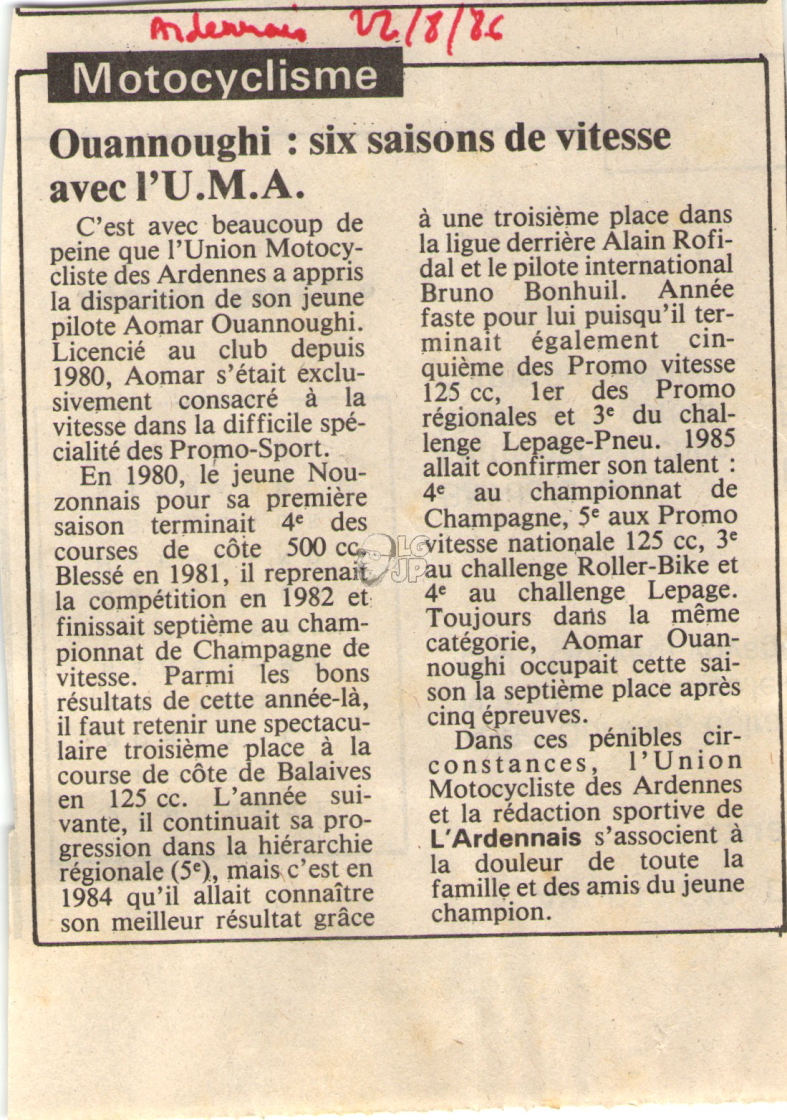 Ardennais 22/8/86
Motocyclisme
Ouannoughi : six saisons de vitesse
avec l'U.M.A.
C'est avec beaucoup de
peine que l'Union Motocy-
cliste des Ardennes a appris
la disparition de son jeune
pilote Aomar Ouannoughi.
Licencié au club depuis
1980, Aomar s'était exclu-
sivement consacré à la
vitesse dans la difficile spé-
cialité des Promo-Sport.
En 1980, le jeune Nou-
zonnais pour sa première
saison terminait 4e des
courses de côte 500 cc.
Blessé en 1981, il reprenait
la compétition en 1982 et
finissait septième au cham-
pionnat de Champagne de
vitesse. Parmi les bons
résultats de cette année-là,
il faut retenir une spectacu-
laire troisième place à la
course de côte de Balaives
en 125 cc. L'année sui-
vante, il continuait sa pro-
gression dans la hiérarchie
régionale (5e), mais c'est en
1984 qu'il allait connaître
son meilleur résultat grâce
à une troisième place dans
la ligue derrière Alain Rofi-
dal et le pilote international
Bruno Bonhuil. Année
faste pour lui puisqu'il ter-
minait également cin-
quième des Promo vitesse
125 cc, 1er des Promo
régionales et 3e du chal-
lenge Lepage-Pneu. 1985
allait confirmer son talent :
4e au championnat de
Champagne, 5e aux Promo
vitesse nationale 125 cc, 3e
au challenge Roller-Bike et
4e au challenge Lepage.
Toujours dans la même
catégorie, Aomar Ouan-
noughi occupait cette sai-
son la septième place après
cinq épreuves.
Dans ces pénibles cir-
constances, l'Union
Motocycliste des Ardennes
et la rédaction sportive de
L'Ardennais s'associent à
la douleur de toute la
famille et des amis du jeune
champion.
LG
JP